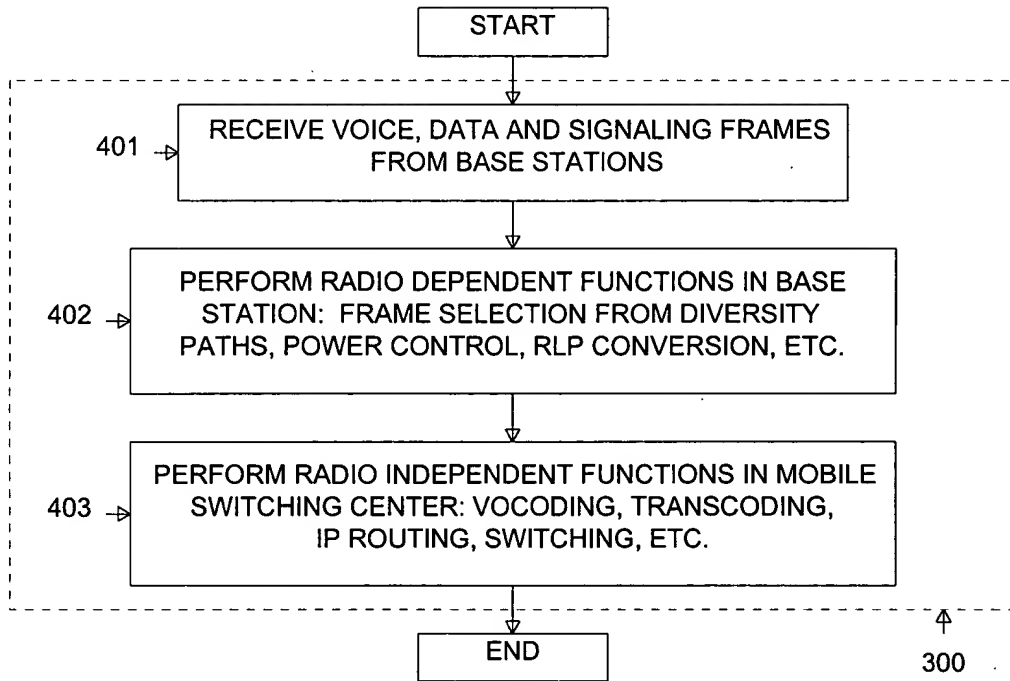 START
401
RECEIVE VOICE, DATA AND SIGNALING FRAMES
FROM BASE STATIONS
402
PERFORM RADIO DEPENDENT FUNCTIONS IN BASE
STATION: FRAME SELECTION FROM DIVERSITY
PATHS, POWER CONTROL, RLP CONVERSION, ETC.
403
PERFORM RADIO INDEPENDENT FUNCTIONS IN MOBILE
SWITCHING CENTER: VOCODING, TRANSCODING,
IP ROUTING, SWITCHING, ETC.
END
300